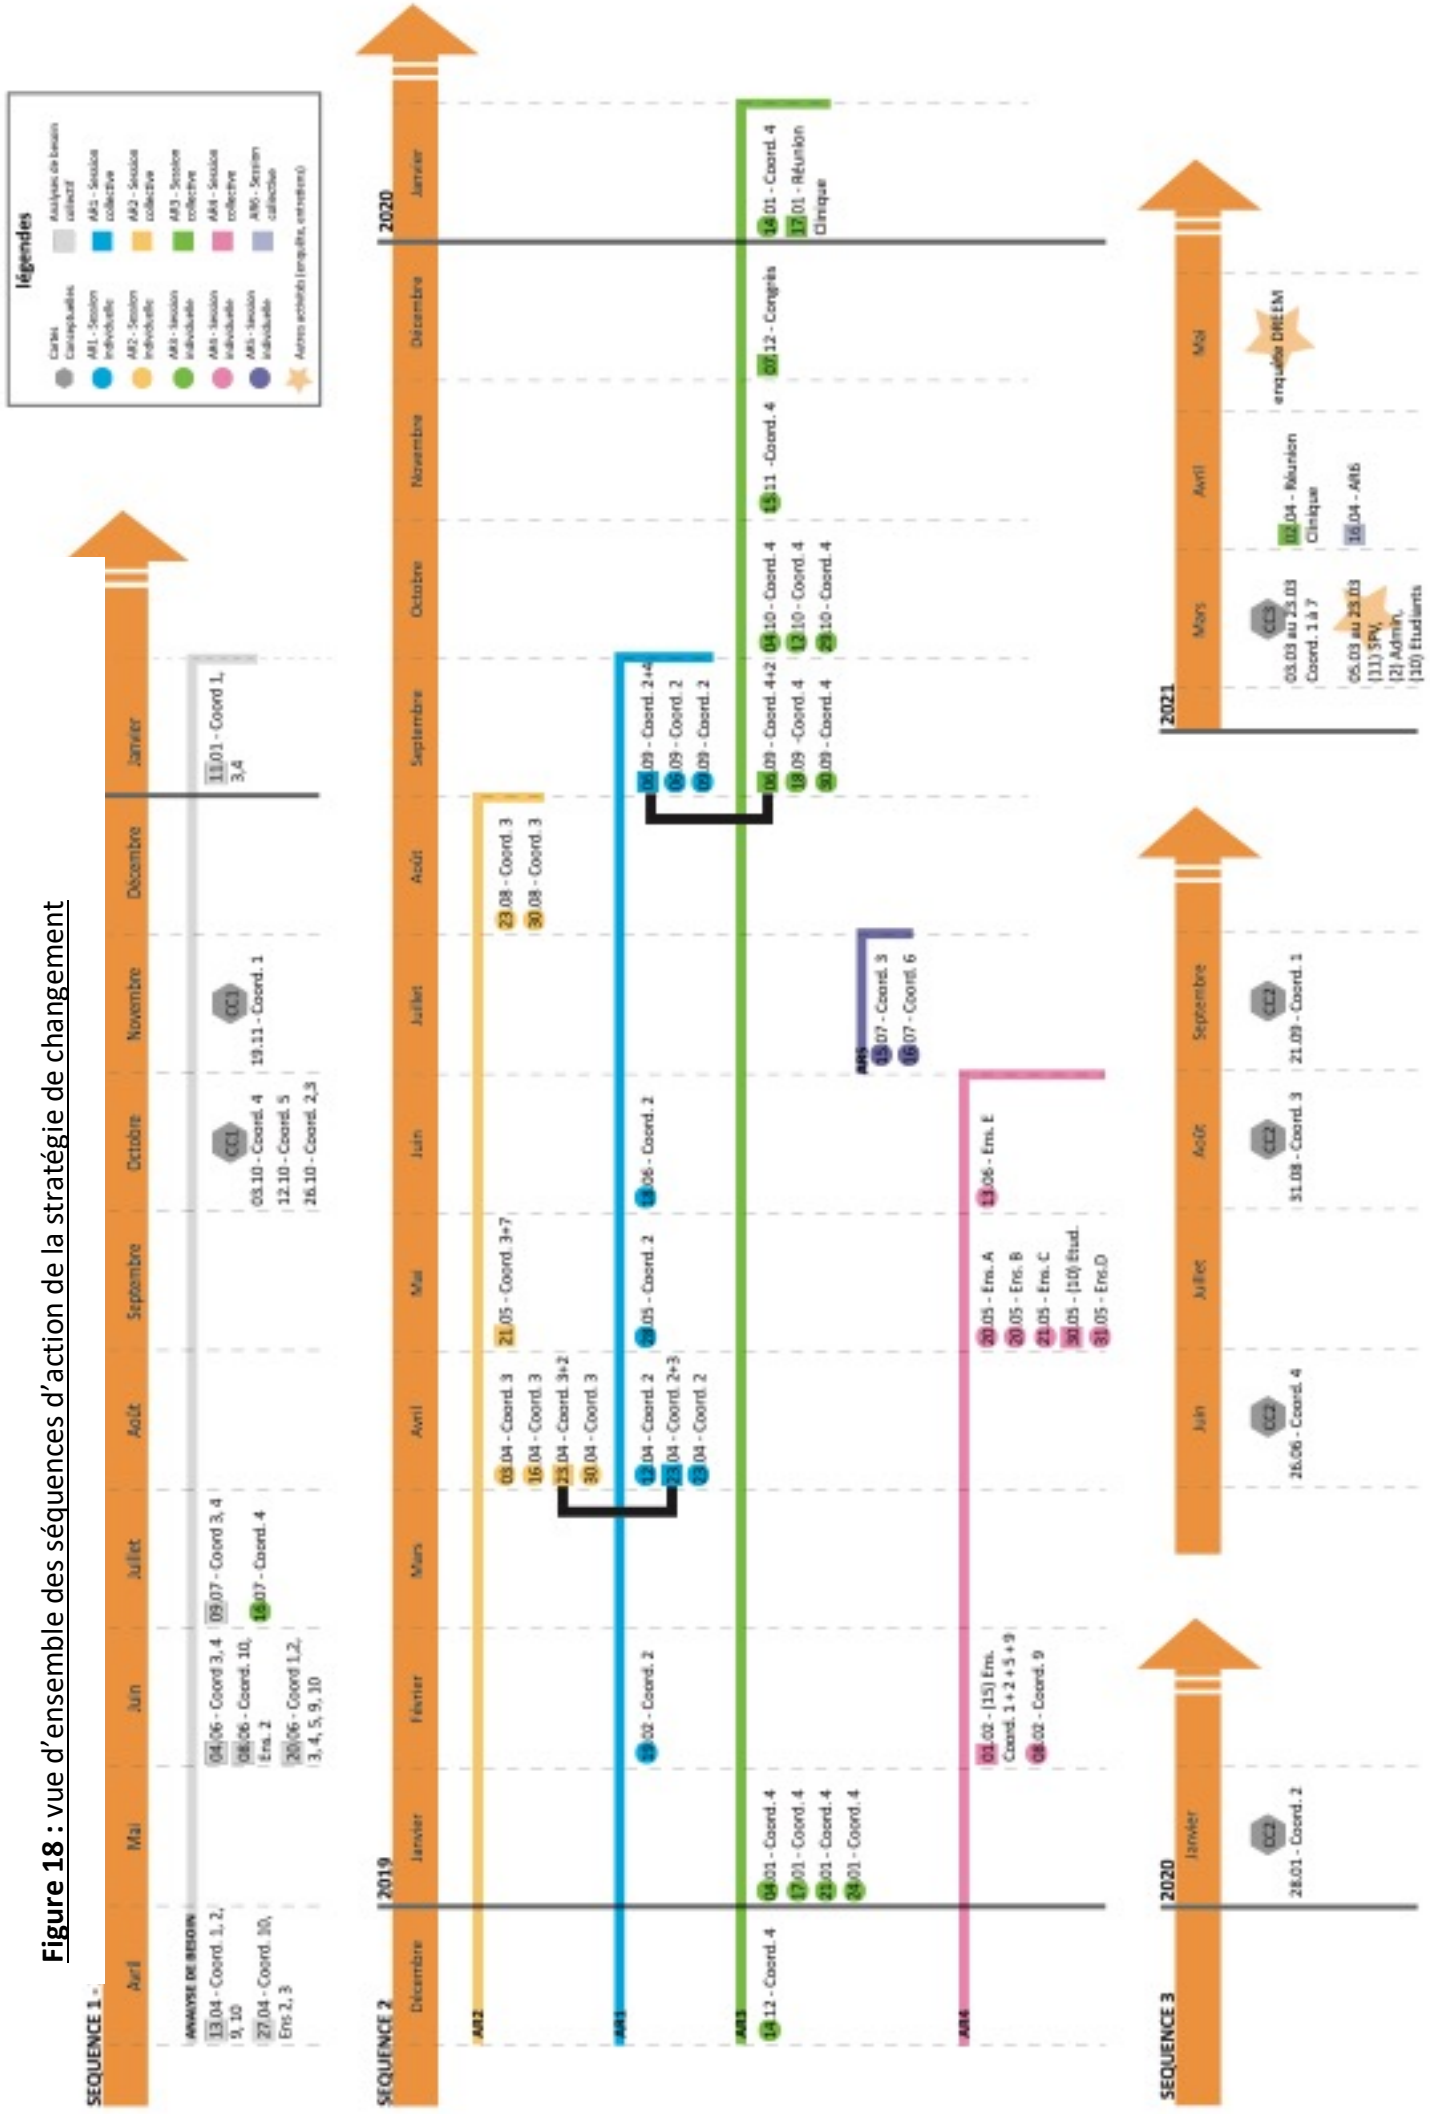 Figure 18 : vue d'ensemble des séquences d'action de la stratégie de changement
légendes
Cartes
Conceptuelles
Analyses de besoin
collectif
AR1 - Session
individuelle
AR1 - Session
collective
AR2 - Session
individuelle
AR2 - Session
collective
AR3 - Session
individuelle
AR3 - Session
collective
AR4 - Session
individuelle
AR4 - Session
collective
AR5 - Session
individuelle
AR6 - Session
collective
Autres activités (enquête, entretiens)
SEQUENCE 1 -
Avril
Mai
Juin
Juillet
Août
Septembre
Octobre
Novembre
Décembre
Janvier
ANALYSE DE BESOIN
13.04 - Coord. 1, 2,
9, 10
27.04 - Coord. 10,
Ens 2, 3
04.06 - Coord 3, 4
08.06 - Coord. 10,
Ens. 2
20.06 - Coord 1,2,
3, 4, 5, 9, 10
09.07 - Coord 3, 4
16.07 - Coord. 4
CC1
03.10 - Coord. 4
12.10 - Coord. 5
26.10 - Coord. 2,3
CC1
19.11 - Coord. 1
11.01 - Coord 1,
3,4
SEQUENCE 2
2019
2020
Décembre
Janvier
Février
Mars
Avril
Mai
Juin
Juillet
Août
Septembre
Octobre
Novembre
Décembre
Janvier
AR2
03.04 - Coord. 3
16.04 - Coord. 3
23.04 - Coord. 3+2
30.04 - Coord. 3
21.05 - Coord. 3+7
23.08 - Coord. 3
30.08 - Coord. 3
AR1
19.02 - Coord. 2
12.04 - Coord. 2
23.04 - Coord. 2+3
23.04 - Coord. 2
28.05 - Coord. 2
18.06 - Coord. 2
06.09 - Coord. 2+4
06.09 - Coord. 2
09.09 - Coord. 2
AR3
14.12 - Coord. 4
04.01 - Coord. 4
17.01 - Coord. 4
21.01 - Coord. 4
24.01 - Coord. 4
06.09 - Coord. 4+2
18.09 -Coord. 4
30.09 - Coord. 4
04.10 - Coord. 4
12.10 - Coord. 4
29.10 - Coord. 4
15.11 -Coord. 4
07.12 - Congrès
14.01 - Coord. 4
17.01 - Réunion
Clinique
AR5
15.07 - Coord. 3
16.07 - Coord. 6
AR4
01.02 - (15) Ens.
Coord. 1 + 2 + 5 + 9
08.02 - Coord. 9
20.05 - Ens. A
20.05 - Ens. B
21.05 - Ens. C
30.05 - (10) Etud.
31.05 - Ens.D
13.06 - Ens. E
SEQUENCE 3
2020
Janvier
CC2
28.01 - Coord. 2
Juin
Juillet
Août
Septembre
CC2
26.06 - Coord. 4
CC2
31.08 - Coord. 3
CC2
21.09 - Coord. 1
2021
Mars
Avril
Mai
CC3
03.03 au 23.03
Coord. 1 à 7
05.03 au 23.03
(11) SPV,
(2) Admin,
(10) Etudiants
02.04 - Réunion
Clinique
16.04 - AR6
enquête DREEM